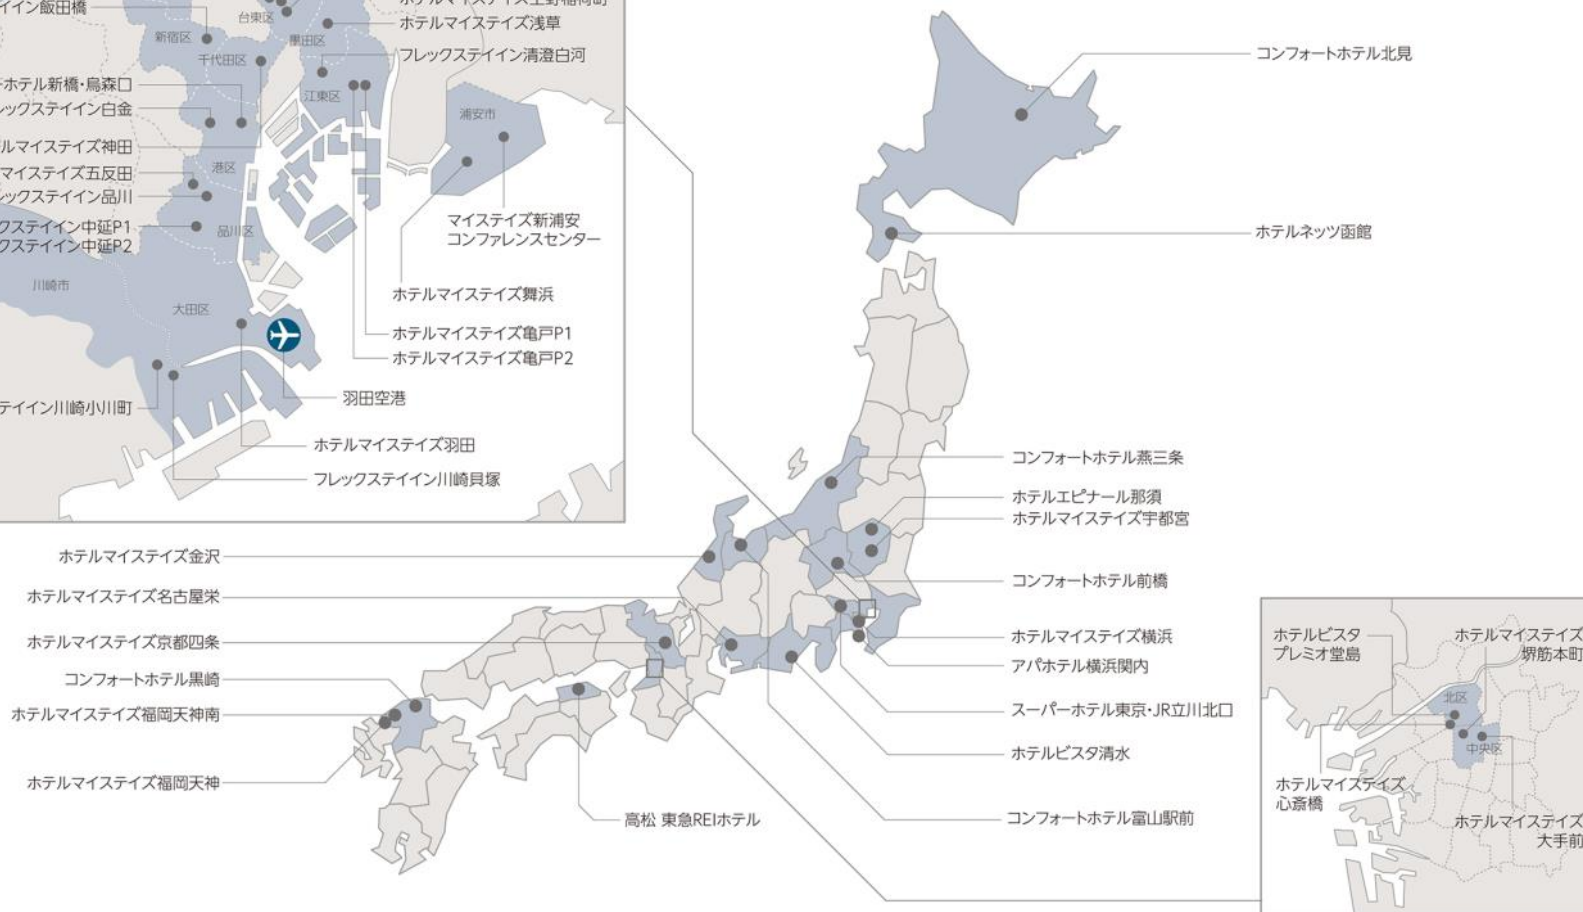 イイン飯田橋
台東区
ホテルマイステイズ上野稲荷町
ホテルマイステイズ浅草
新宿区
墨田区
千代田区
フレックステイイン清澄白河
ホテル新橋・烏森口
江東区
レックステイイン白金
浦安市
ルマイステイズ神田
港区
マイステイズ五反田
レックステイイン品川
クステイイン中延P1
クステイイン中延P2
品川区
マイステイズ新浦安
コンファレンスセンター
川崎市
大田区
ホテルマイステイズ舞浜
ホテルマイステイズ亀戸P1
ホテルマイステイズ亀戸P2
羽田空港
テイイン川崎小川町
ホテルマイステイズ羽田
フレックステイイン川崎貝塚
コンフォートホテル北見
ホテルネッツ函館
コンフォートホテル燕三条
ホテルエピナール那須
ホテルマイステイズ宇都宮
コンフォートホテル前橋
ホテルマイステイズ横浜
アパホテル横浜関内
スーパーホテル東京・JR立川北口
ホテルビスタ清水
コンフォートホテル富山駅前
ホテルマイステイズ金沢
ホテルマイステイズ名古屋栄
ホテルマイステイズ京都四条
コンフォートホテル黒崎
ホテルマイステイズ福岡天神南
ホテルマイステイズ福岡天神
高松 東急REIホテル
ホテルビスタ
プレミオ堂島
ホテルマイステイズ
堺筋本町
北区
中央区
ホテルマイステイズ
心斎橋
ホテルマイステイズ
大手前